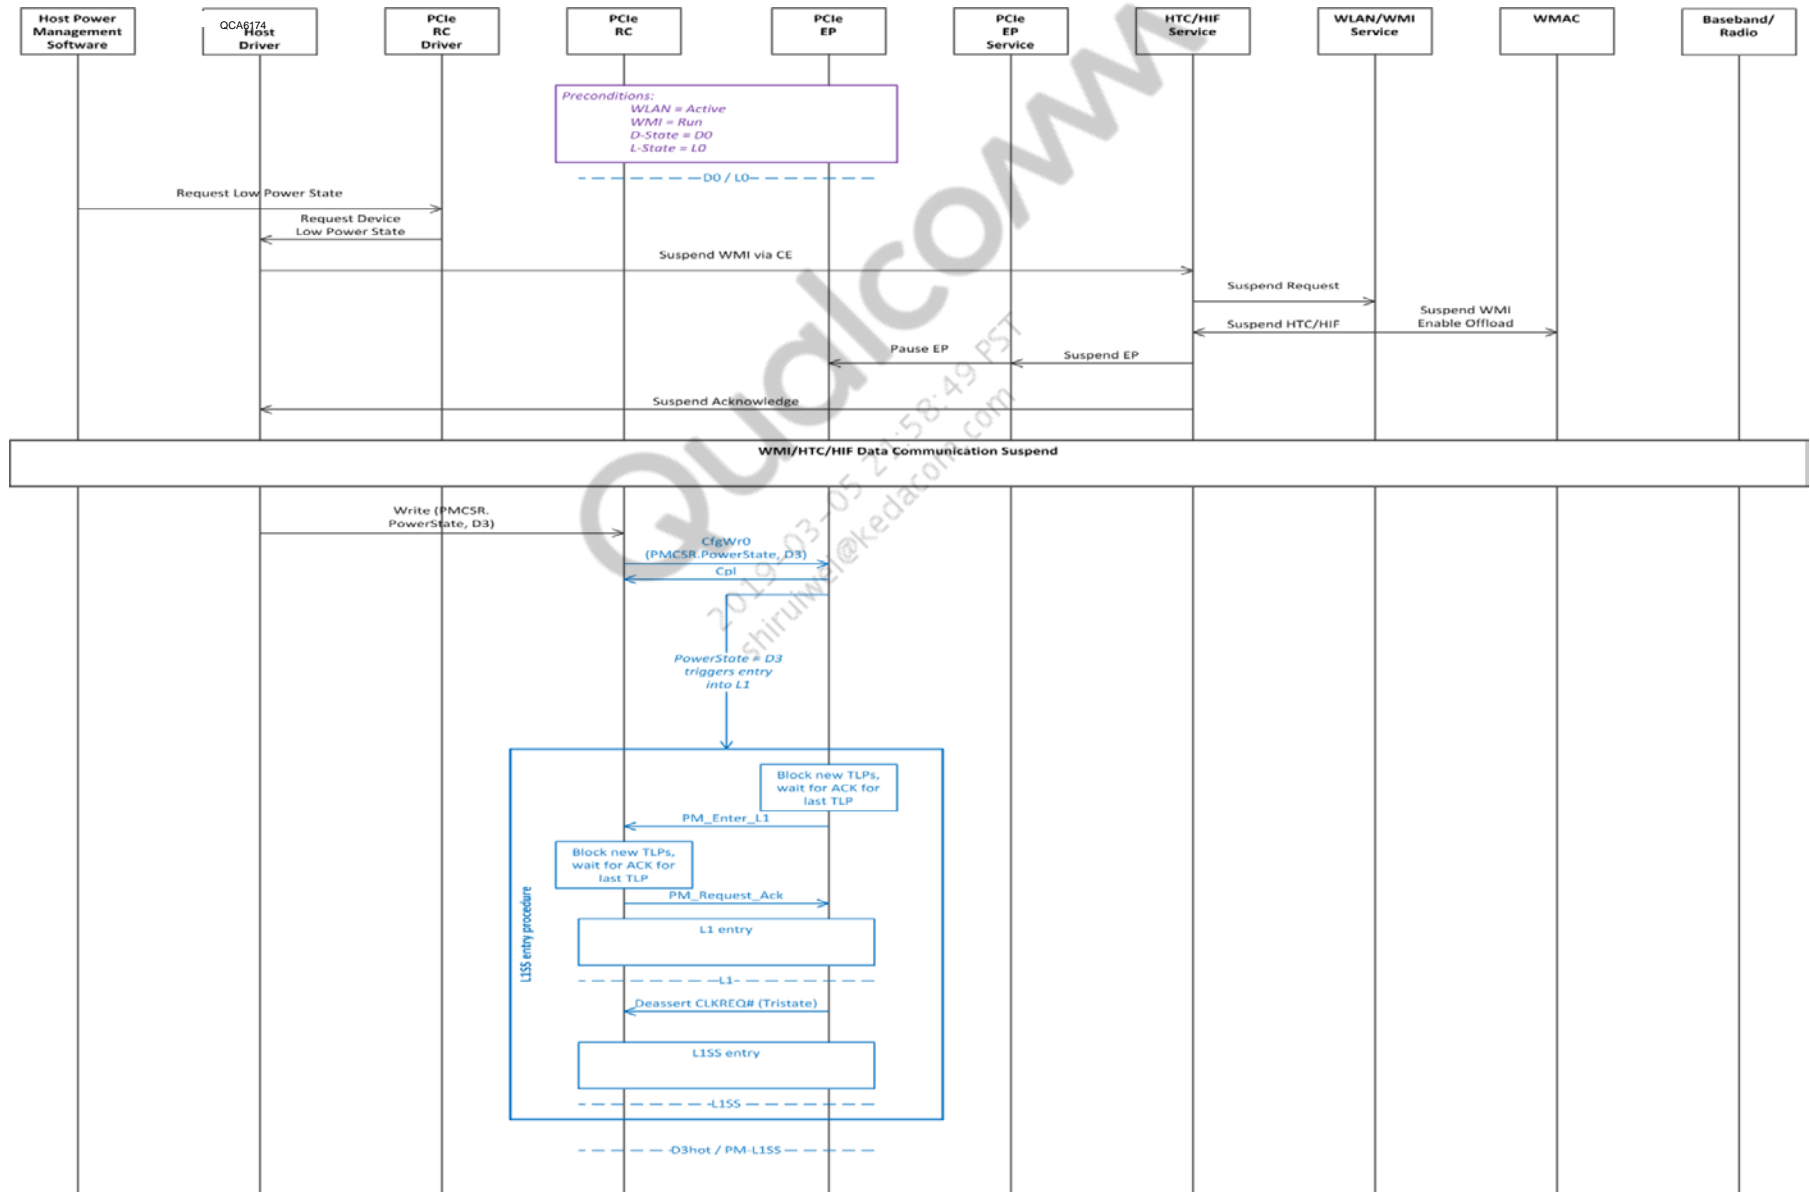 Host Power
Management
Software
QCA6174
Host
Driver
PCIe
RC
Driver
PCIe
RC
PCIe
EP
PCIe
EP
Service
HTC/HIF
Service
WLAN/WMI
Service
WMAC
Baseband/
Radio
Preconditions:
WLAN = Active
WMI = Run
D-State = D0
L-State = L0
D0 / L0
Request Low Power State
Request Device
Low Power State
Suspend WMI via CE
Suspend Request
Suspend HTC/HIF
Suspend WMI
Enable Offload
Pause EP
Suspend EP
Suspend Acknowledge
WMI/HTC/HIF Data Communication Suspend
Write (PMCSR.
PowerState, D3)
CfgWr0
(PMCSR.PowerState, D3)
Cpl
PowerState = D3
triggers entry
into L1
Block new TLPs,
wait for ACK for
last TLP
PM_Enter_L1
Block new TLPs,
wait for ACK for
last TLP
PM_Request_Ack
L1 entry
L1
Deassert CLKREQ# (Tristate)
L1SS entry
L1SS
L1SS entry procedure
D3hot / PM-L1SS
Qualcomm
2019-03-05 21:58:49 PST
shiruiwei@kedacom.com